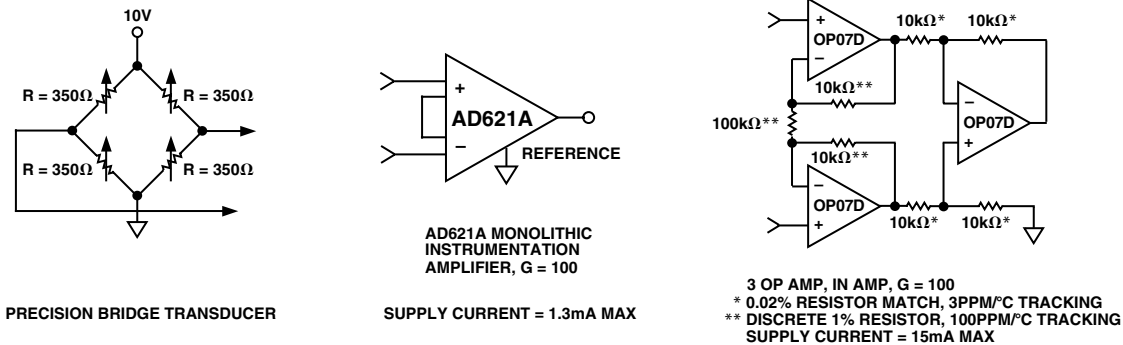 10V
R = 350Ω
R = 350Ω
R = 350Ω
R = 350Ω
PRECISION BRIDGE TRANSDUCER
+
AD621A
−
REFERENCE
AD621A MONOLITHIC
INSTRUMENTATION
AMPLIFIER, G = 100
SUPPLY CURRENT = 1.3mA MAX
+
OP07D
−
10kΩ*
10kΩ*
10kΩ**
100kΩ**
−
OP07D
+
10kΩ**
−
OP07D
+
10kΩ*
10kΩ*
3 OP AMP, IN AMP, G = 100
* 0.02% RESISTOR MATCH, 3PPM/°C TRACKING
** DISCRETE 1% RESISTOR, 100PPM/°C TRACKING
SUPPLY CURRENT = 15mA MAX